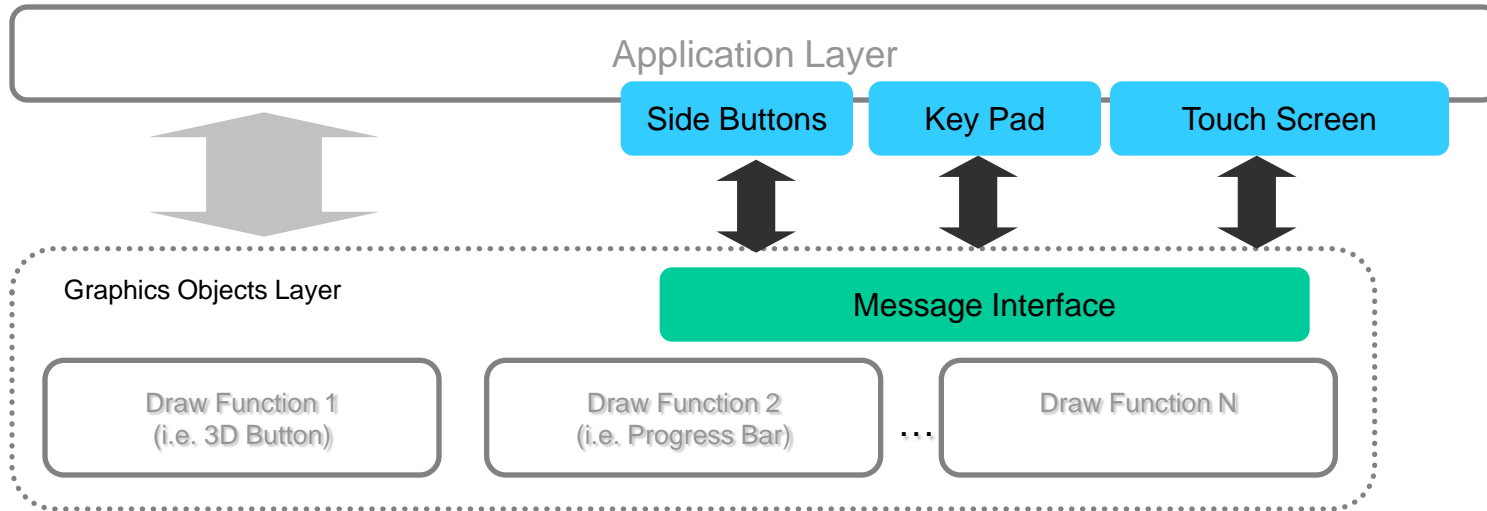 Application Layer
Side Buttons
Key Pad
Touch Screen
Graphics Objects Layer
Message Interface
Draw Function 1
(i.e. 3D Button)
Draw Function 2
(i.e. Progress Bar)
...
Draw Function N